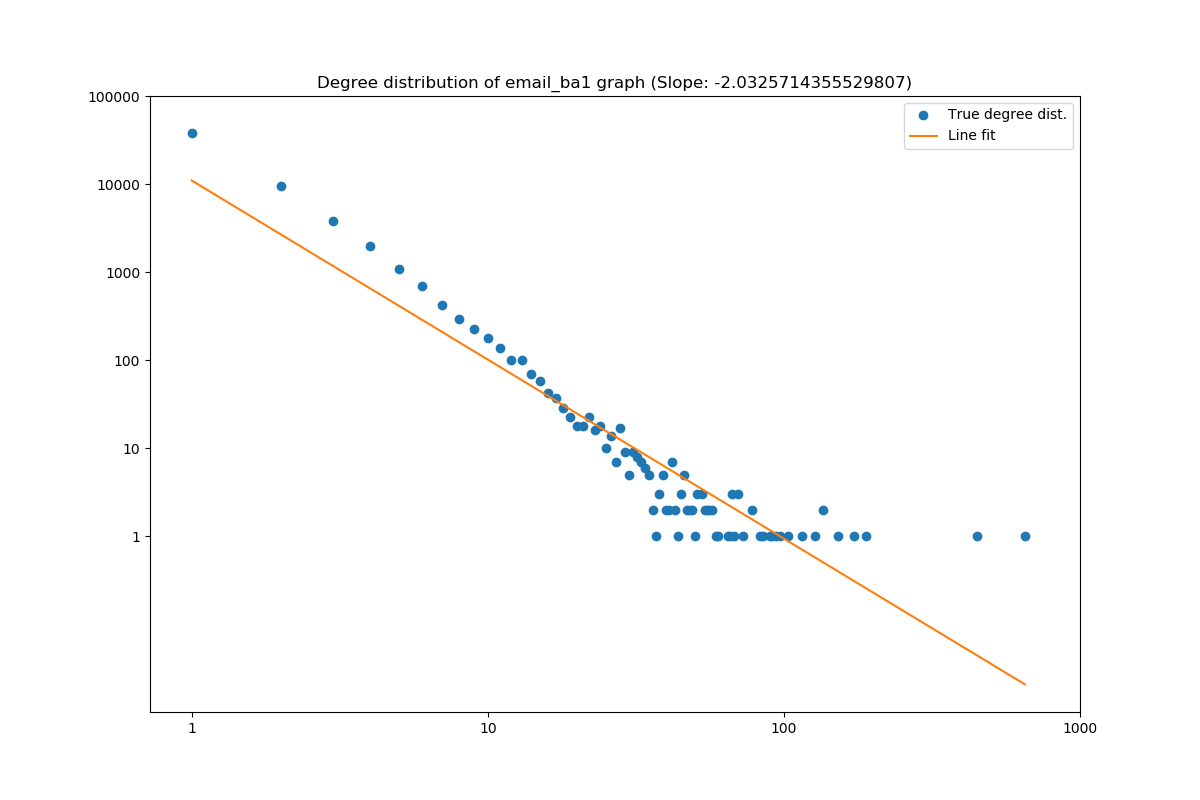 Degree distribution of email_ba1 graph (Slope: -2.0325714355529807)
True degree dist.
Line fit
100000
10000
1000
100
10
1
1 10 100 1000